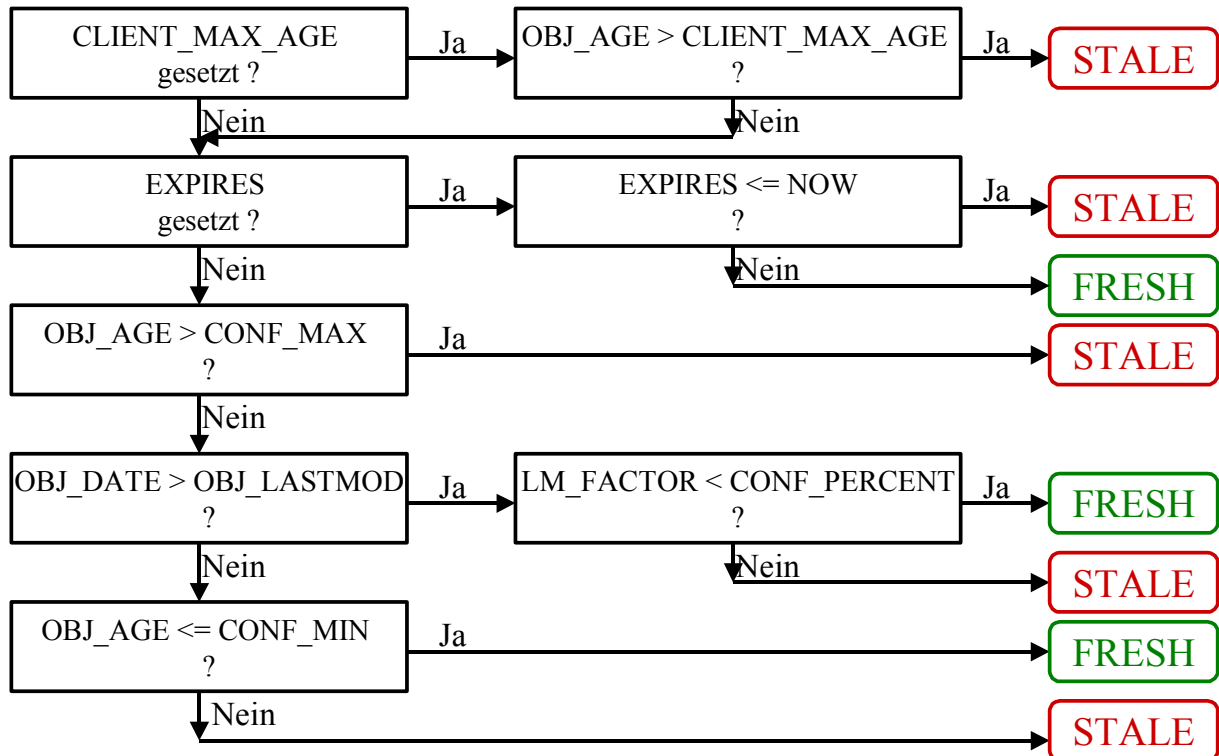 CLIENT_MAX_AGE
gesetzt ?
Ja
OBJ_AGE > CLIENT_MAX_AGE
?
Ja
STALE
Nein
Nein
EXPIRES
gesetzt ?
Ja
EXPIRES <= NOW
?
Ja
STALE
Nein
Nein
FRESH
OBJ_AGE > CONF_MAX
?
Ja
STALE
Nein
OBJ_DATE > OBJ_LASTMOD
?
Ja
LM_FACTOR < CONF_PERCENT
?
Ja
FRESH
Nein
Nein
STALE
OBJ_AGE <= CONF_MIN
?
Ja
FRESH
Nein
STALE